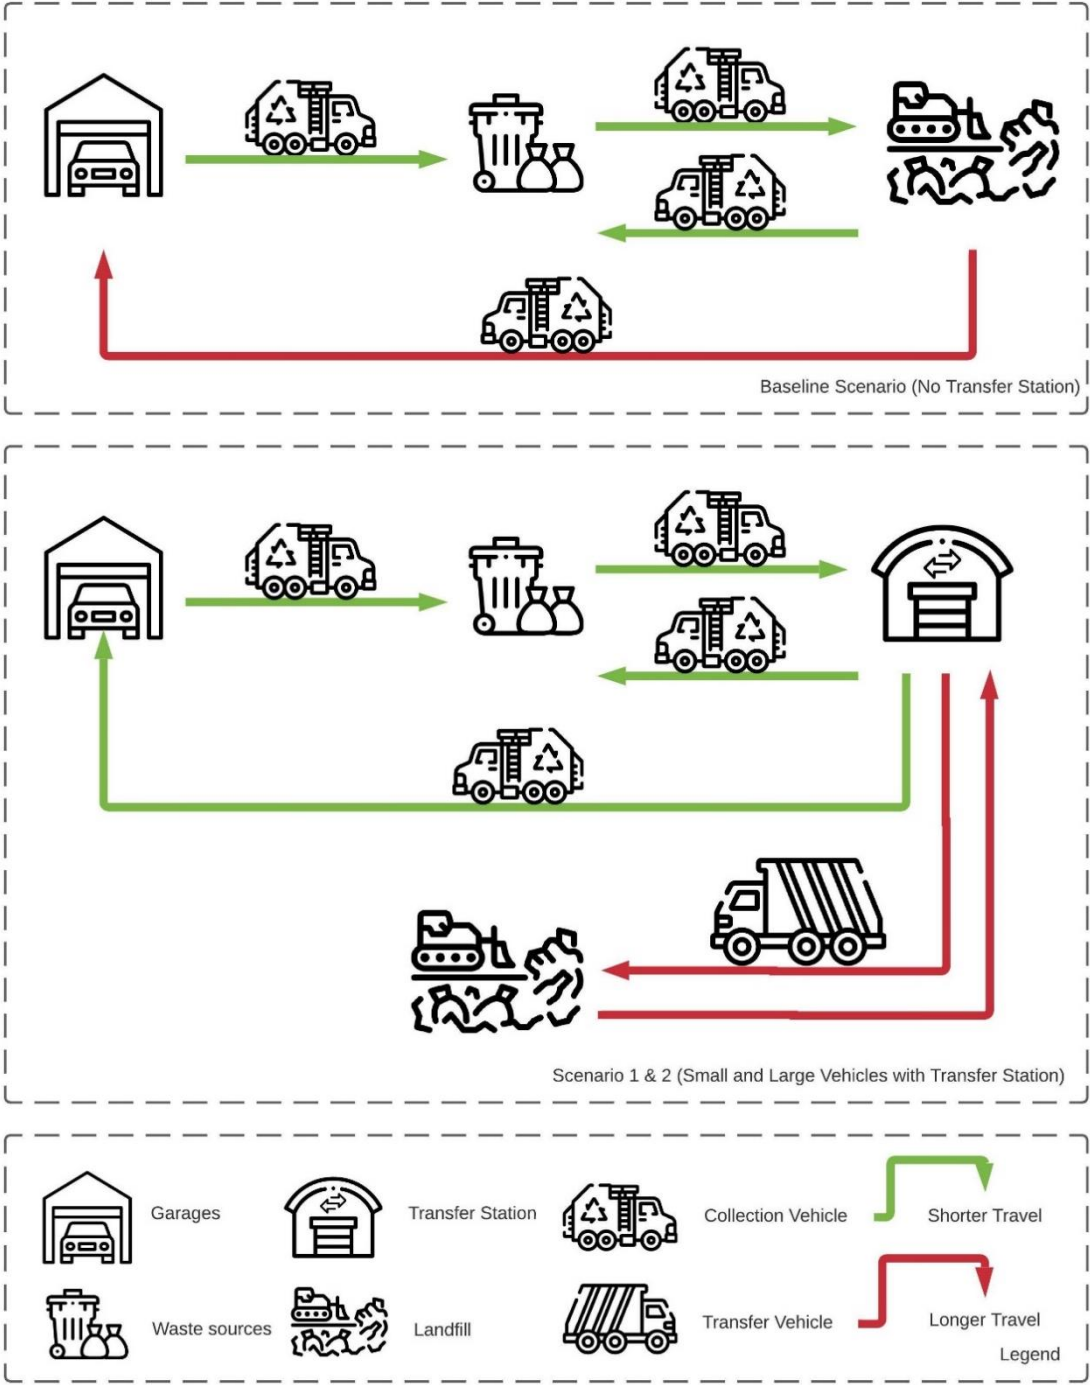 Baseline Scenario (No Transfer Station)
Scenario 1 & 2 (Small and Large Vehicles with Transfer Station)
Garages
Transfer Station
Collection Vehicle
Shorter Travel
Waste sources
Landfill
Transfer Vehicle
Longer Travel
Legend